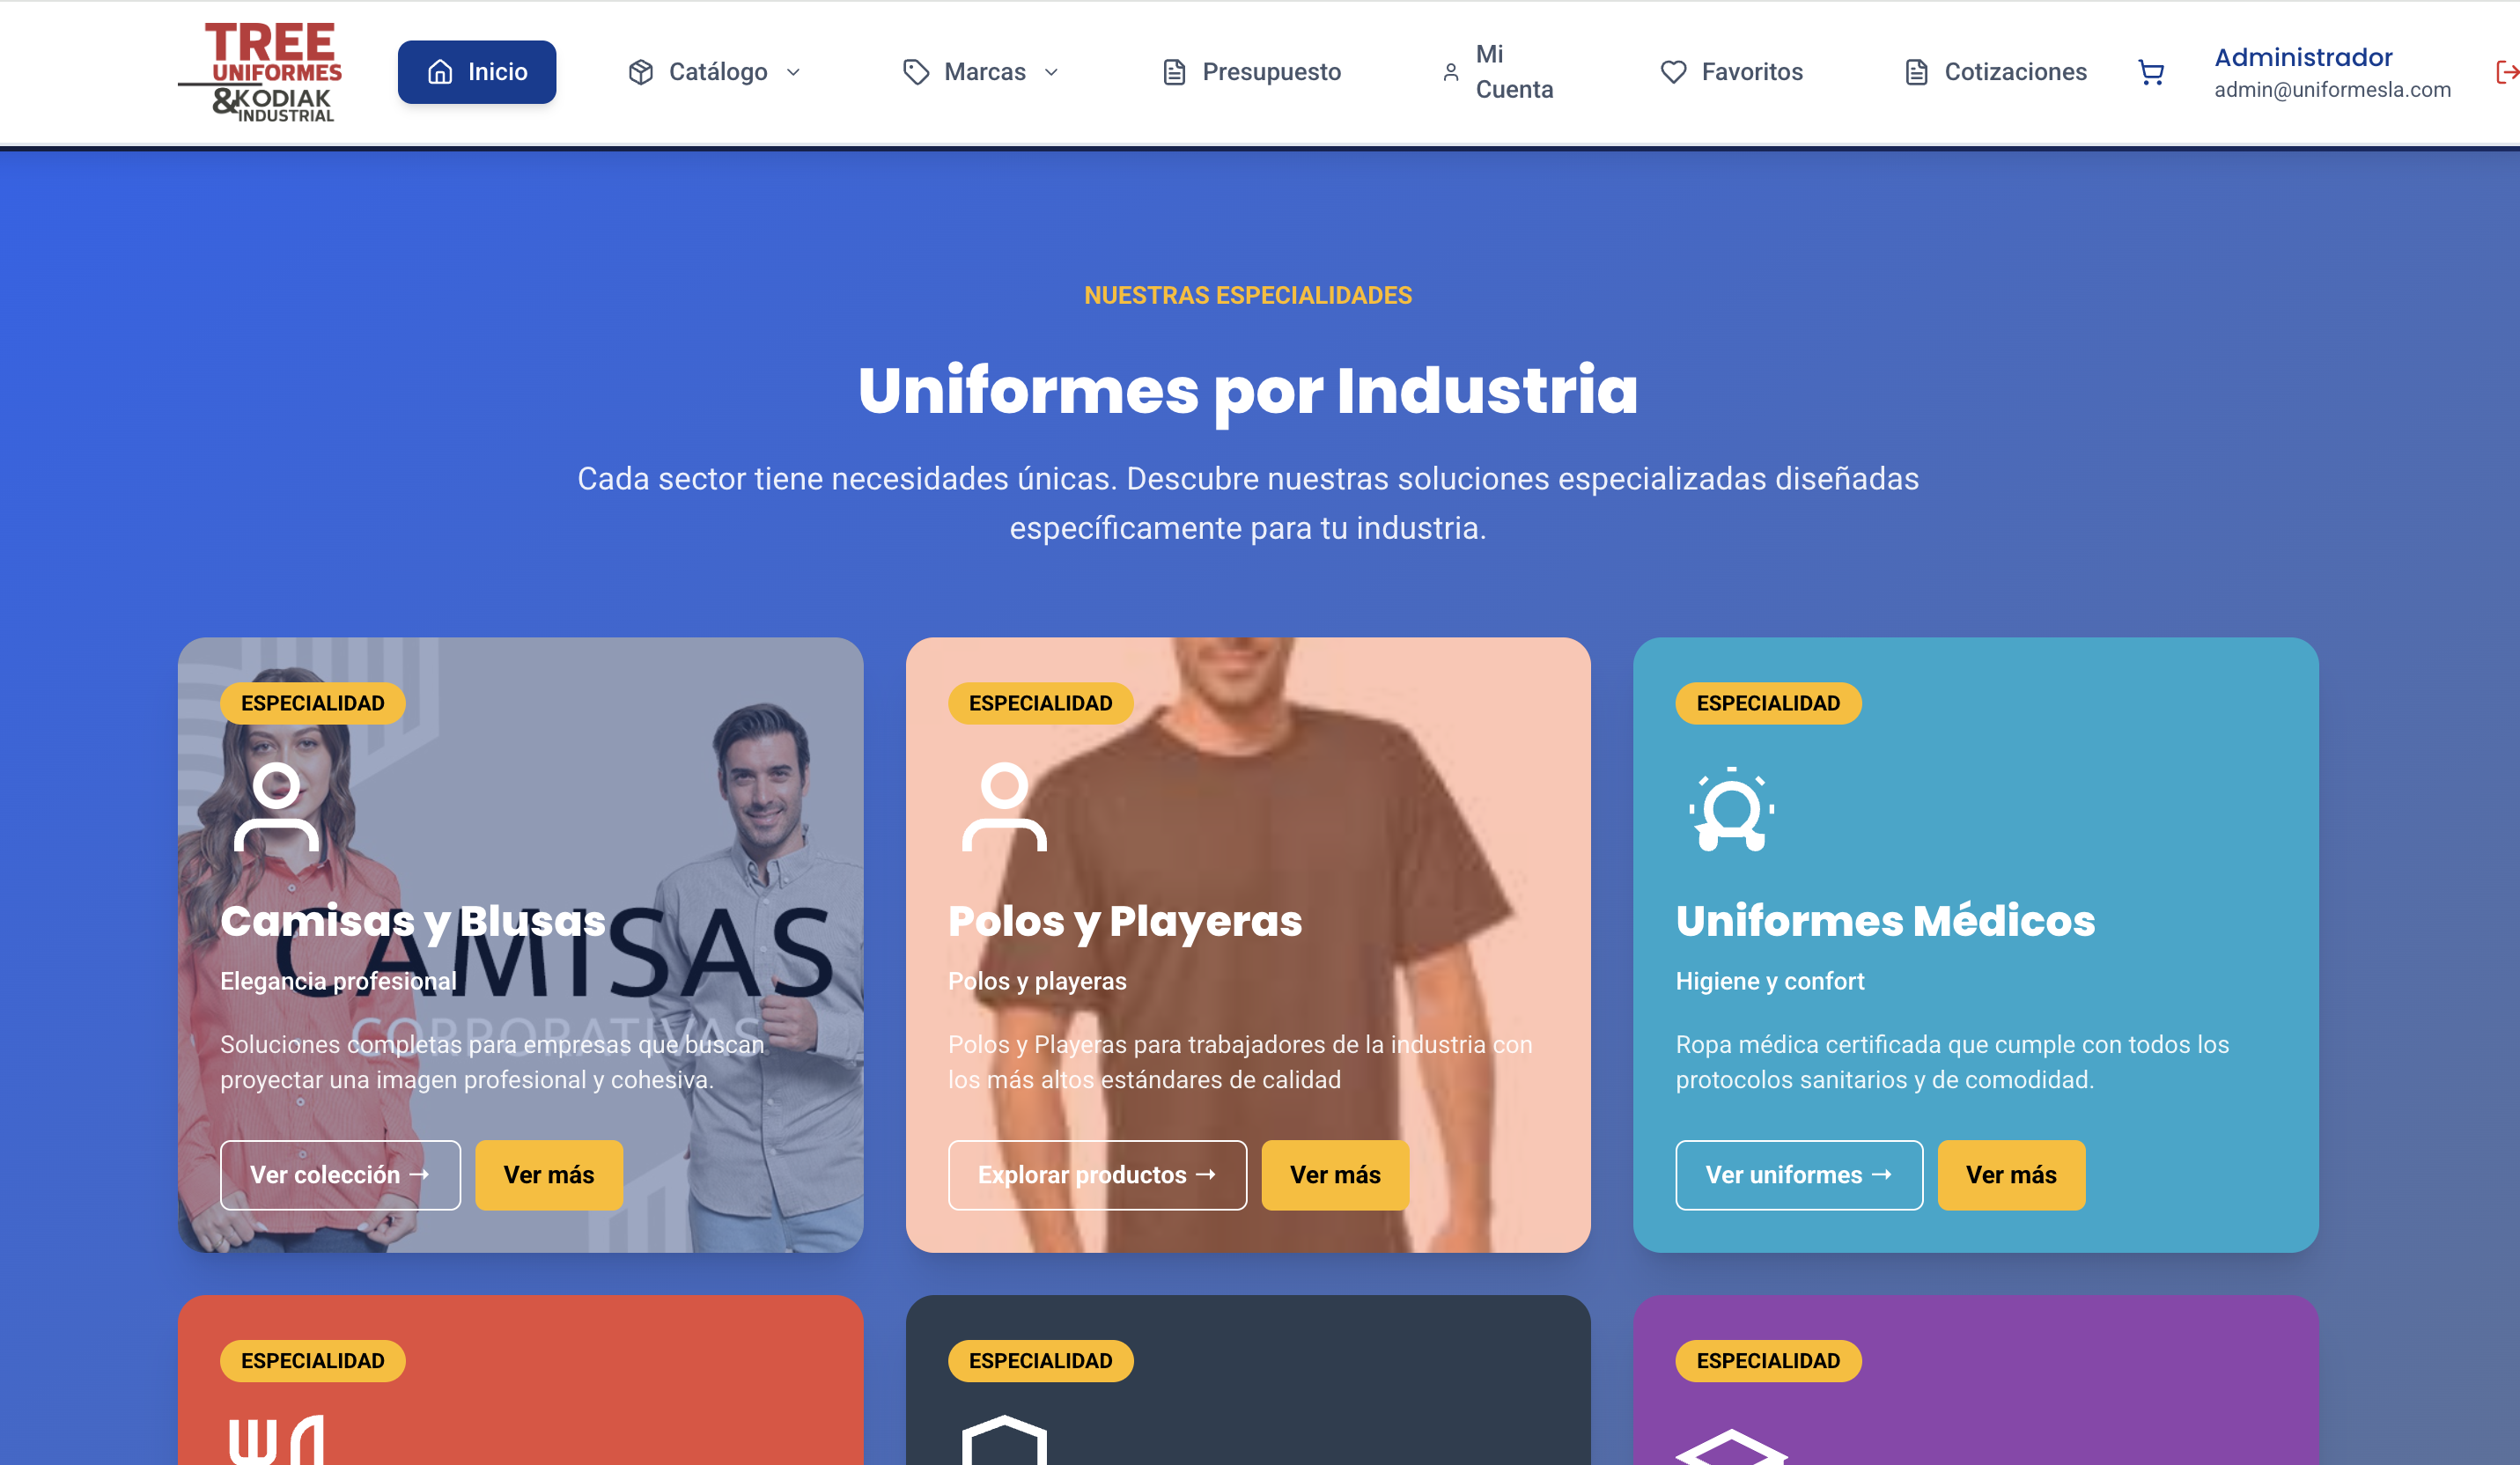 TREE
UNIFORMES
&KODIAK
INDUSTRIAL
Inicio
Catálogo
Marcas
Presupuesto
Mi
Cuenta
Favoritos
Cotizaciones
Administrador
admin@uniformesla.com
NUESTRAS ESPECIALIDADES
Uniformes por Industria
Cada sector tiene necesidades únicas. Descubre nuestras soluciones especializadas diseñadas
específicamente para tu industria.
ESPECIALIDAD
Camisas y Blusas
CAMISAS
Elegancia profesional
CORPORATIVAS
Soluciones completas para empresas que buscan
proyectar una imagen profesional y cohesiva.
Ver colección →
Ver más
ESPECIALIDAD
Polos y Playeras
Polos y playeras
Polos y Playeras para trabajadores de la industria con
los más altos estándares de calidad
Explorar productos →
Ver más
ESPECIALIDAD
Uniformes Médicos
Higiene y confort
Ropa médica certificada que cumple con todos los
protocolos sanitarios y de comodidad.
Ver uniformes →
Ver más
ESPECIALIDAD
ESPECIALIDAD
ESPECIALIDAD